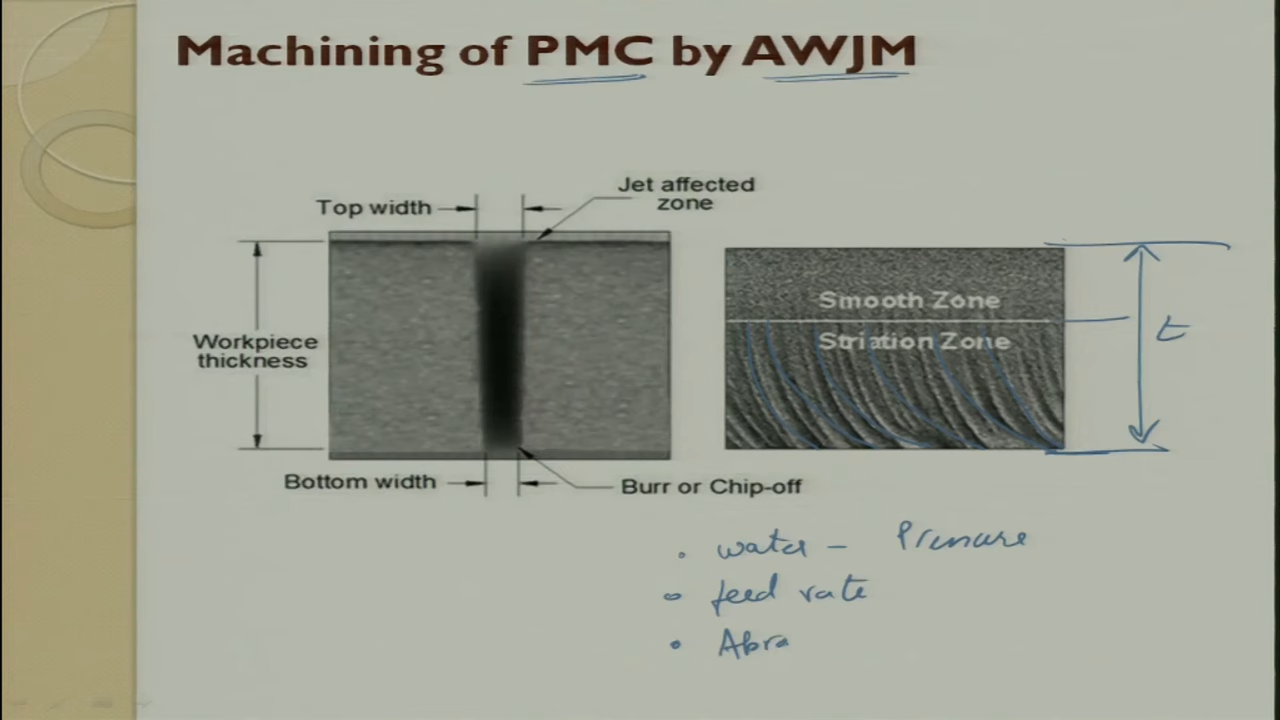 Machining of PMC by AWJM
Top width
Jet affected
zone
Workpiece
thickness
Smooth Zone
Striation Zone
t
Bottom width
Burr or Chip-off
• water - Pressure
• feed rate
• Abra